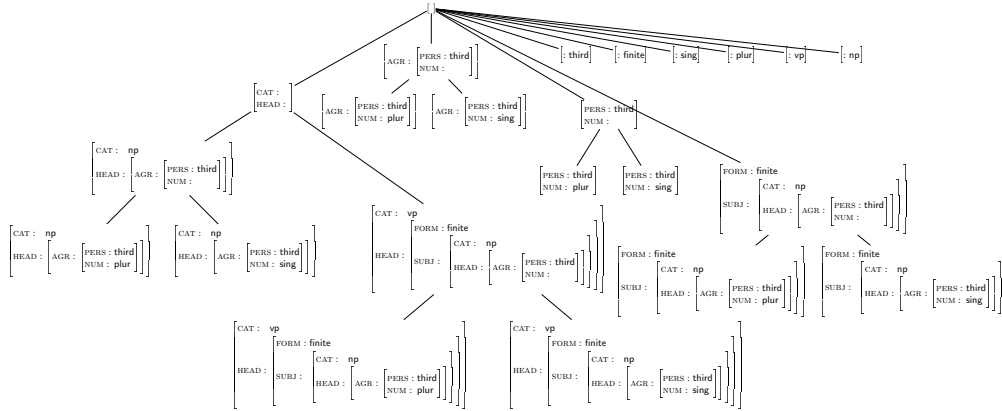 [ ]
[AGR : [PERS : third
NUM : ]]
[: third] [: finite] [: sing] [: plur] [: vp] [: np]
[CAT :
HEAD : ]
[AGR : [PERS : third
NUM : plur]]
[AGR : [PERS : third
NUM : sing]]
[PERS : third
NUM : ]
[CAT : np
HEAD : [AGR : [PERS : third
NUM : ]]]
[PERS : third
NUM : plur]
[PERS : third
NUM : sing]
[FORM : finite
SUBJ : [CAT : np
HEAD : [AGR : [PERS : third
NUM : ]]]]
[CAT : np
HEAD : [AGR : [PERS : third
NUM : plur]]]
[CAT : np
HEAD : [AGR : [PERS : third
NUM : sing]]]
[CAT : vp
HEAD : [FORM : finite
SUBJ : [CAT : np
HEAD : [AGR : [PERS : third
NUM : ]]]]]
[FORM : finite
SUBJ : [CAT : np
HEAD : [AGR : [PERS : third
NUM : plur]]]]
[FORM : finite
SUBJ : [CAT : np
HEAD : [AGR : [PERS : third
NUM : sing]]]]
[CAT : vp
HEAD : [FORM : finite
SUBJ : [CAT : np
HEAD : [AGR : [PERS : third
NUM : plur]]]]]
[CAT : vp
HEAD : [FORM : finite
SUBJ : [CAT : np
HEAD : [AGR : [PERS : third
NUM : sing]]]]]